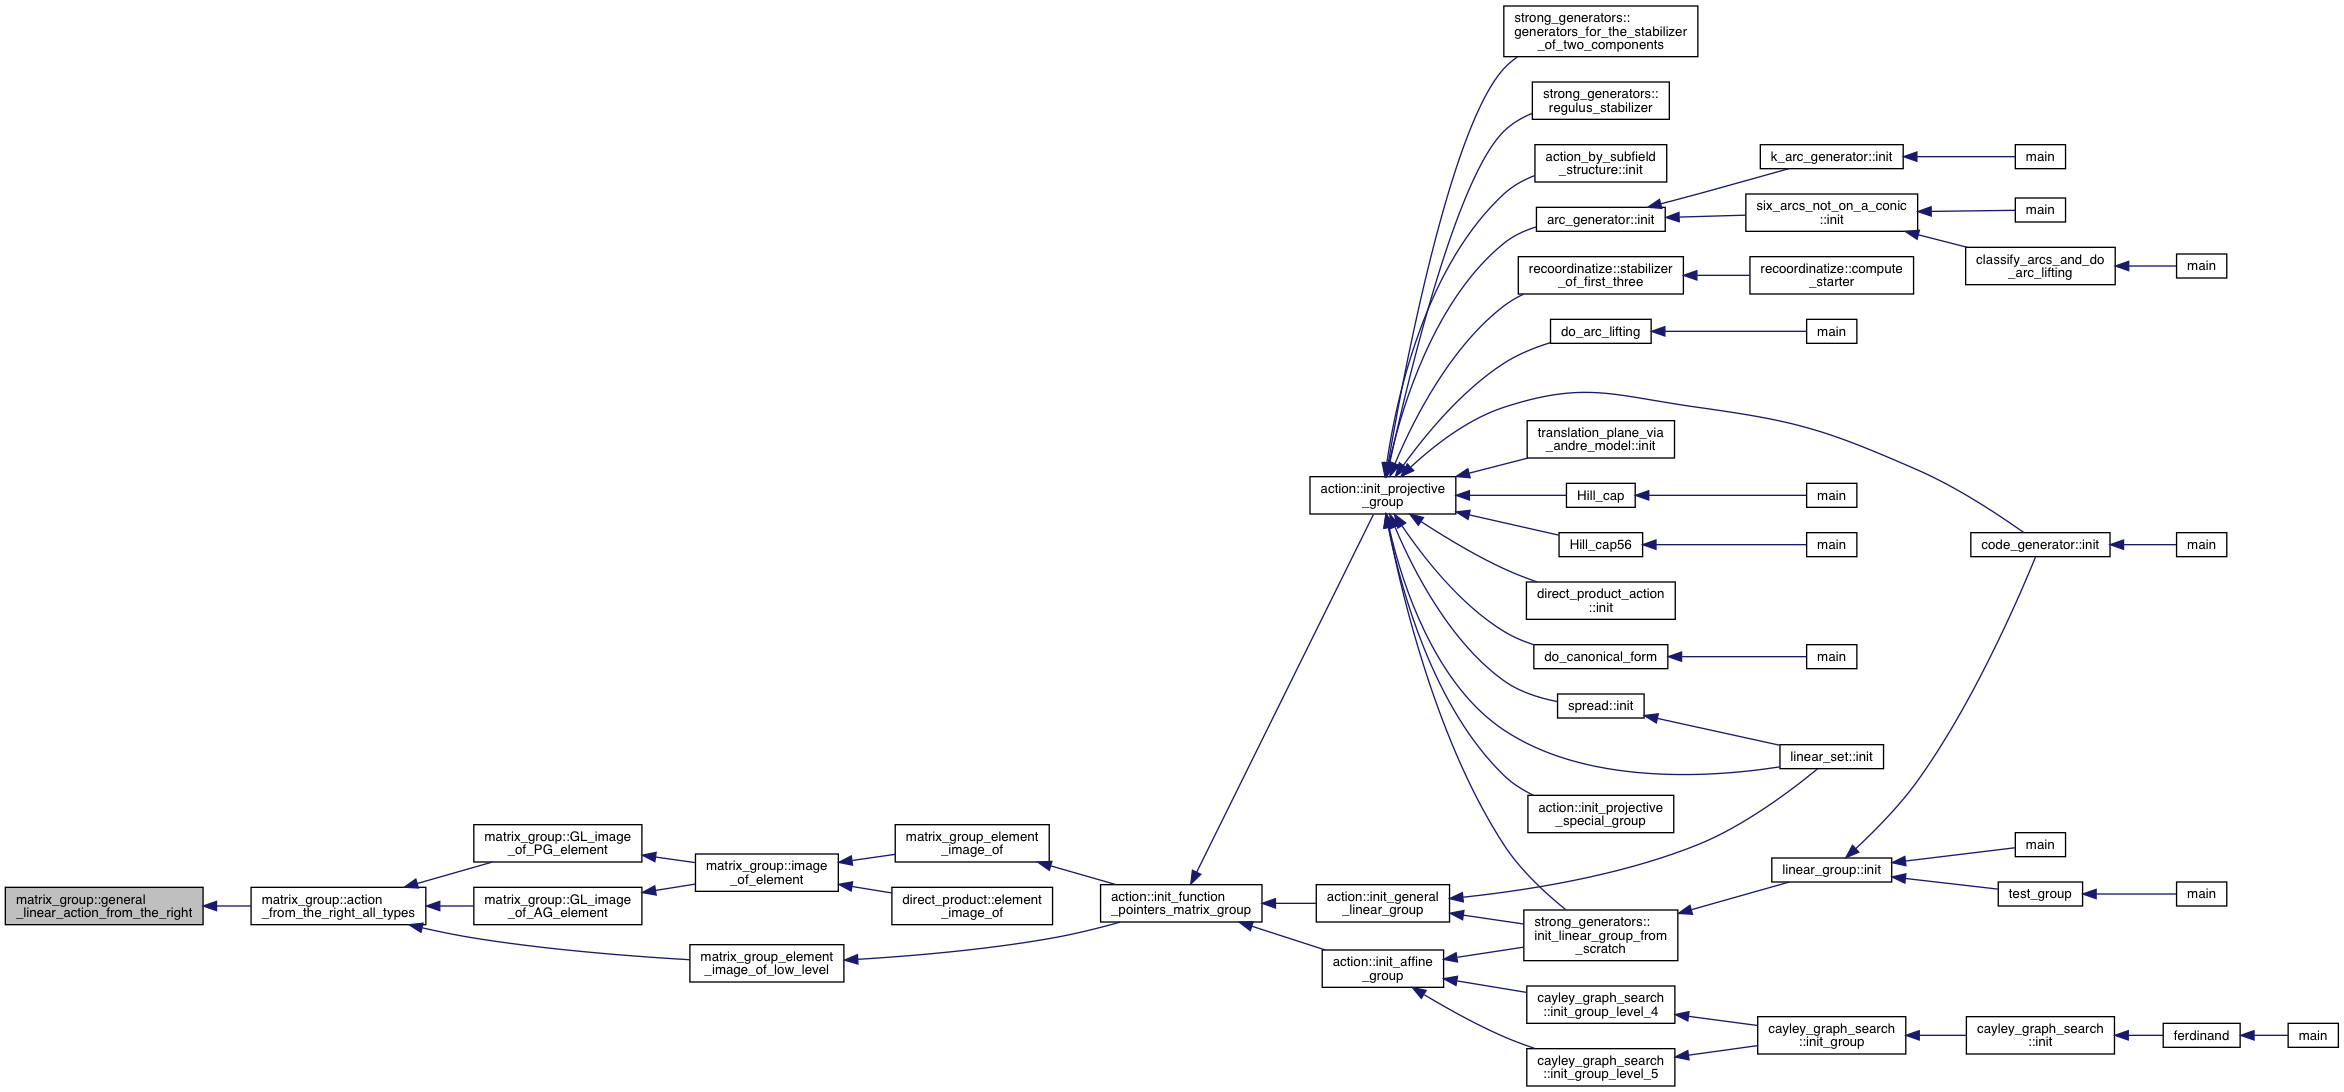 strong_generators::
generators_for_the_stabilizer
_of_two_components
strong_generators::
regulus_stabilizer
action_by_subfield
_structure::init
k_arc_generator::init
main
arc_generator::init
six_arcs_not_on_a_conic
::init
main
classify_arcs_and_do
_arc_lifting
main
recoordinatize::stabilizer
_of_first_three
recoordinatize::compute
_starter
do_arc_lifting
main
translation_plane_via
_andre_model::init
action::init_projective
_group
Hill_cap
main
Hill_cap56
main
code_generator::init
main
direct_product_action
::init
do_canonical_form
main
spread::init
linear_set::init
action::init_projective
_special_group
matrix_group::general
_linear_action_from_the_right
matrix_group::action
_from_the_right_all_types
matrix_group::GL_image
_of_PG_element
matrix_group::GL_image
_of_AG_element
matrix_group::image
_of_element
matrix_group_element
_image_of
direct_product::element
_image_of
matrix_group_element
_image_of_low_level
action::init_function
_pointers_matrix_group
action::init_general
_linear_group
action::init_affine
_group
strong_generators::
init_linear_group_from
_scratch
linear_group::init
main
test_group
main
cayley_graph_search
::init_group_level_4
cayley_graph_search
::init_group_level_5
cayley_graph_search
::init_group
cayley_graph_search
::init
ferdinand
main